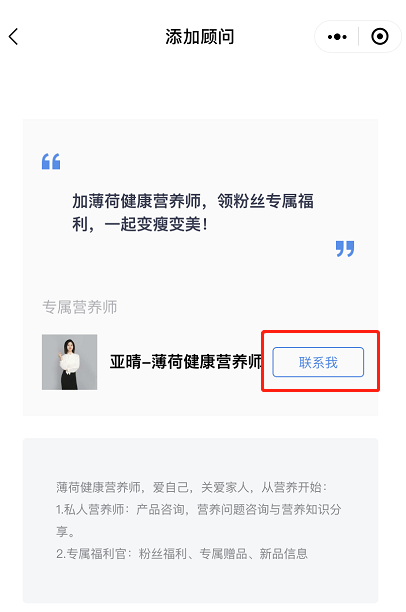 添加顾问
加薄荷健康营养师，领粉丝专属福
利，一起变瘦变美！
专属营养师
亚晴-薄荷健康营养师
联系我
薄荷健康营养师，爱自己，关爱家人，从营养开始：
1.私人营养师：产品咨询，营养问题咨询与营养知识分
享。
2.专属福利官：粉丝福利、专属赠品、新品信息